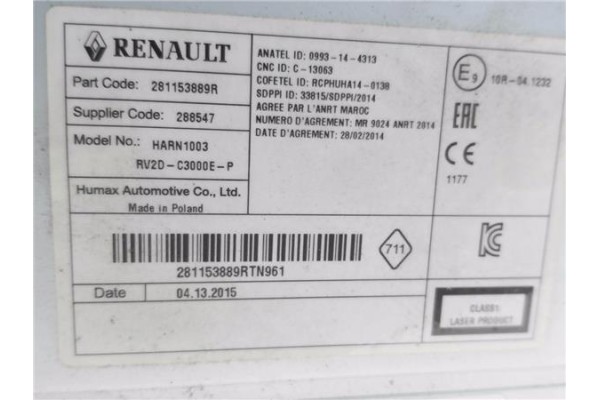 RENAULT
Part Code: 281153889R
Supplier Code: 288547
Model No.: HARN1003
RV2D-C3000E-P
Humax Automotive Co., Ltd.
Made in Poland
ANATEL ID: 0993-14-4313
CNC ID: C-13063
COFETEL ID: RCPHUHA14-0138
SDPPI ID: 33815/SDPPI/2014
AGREE PAR L'ANRT MAROC
NUMERO D'AGREMENT: MR 9024 ANRT 2014
DATE D'AGREMENT: 28/02/2014
E9 10R-04.1232
EAC
CE
1177
281153889RTN961
711
Date 04.13.2015
CLASS1
LASER PRODUCT